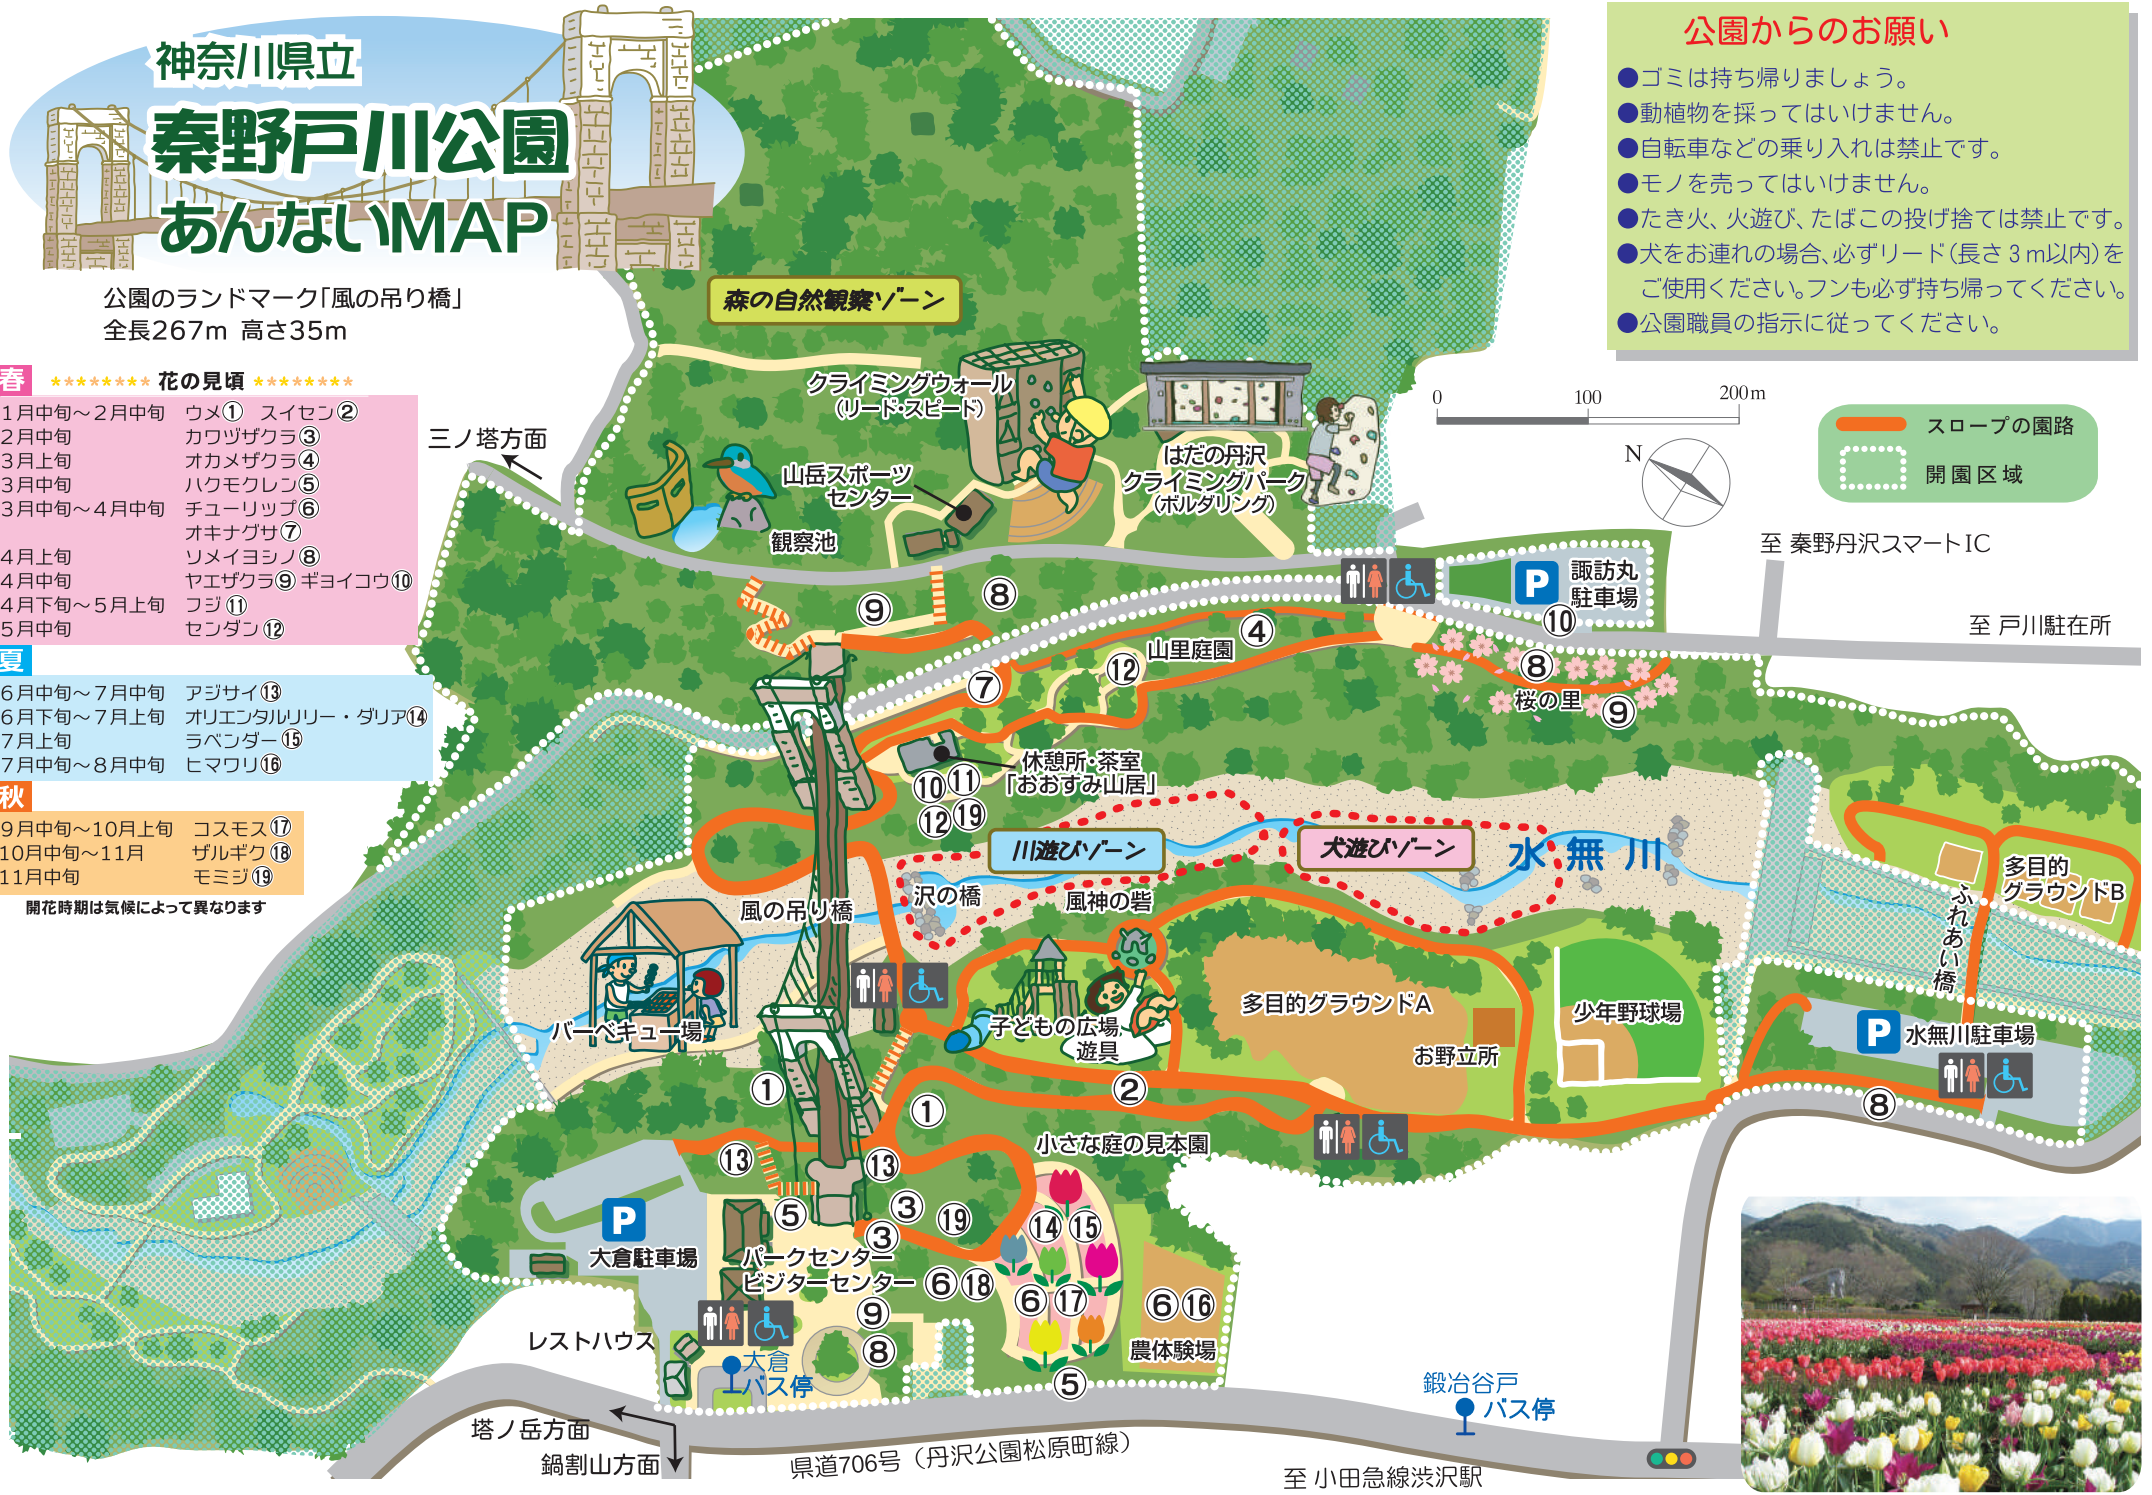 神奈川県立
秦野戸川公園
あんないMAP
公園のランドマーク「風の吊り橋」
全長267m 高さ35m
春 ******** 花の見頃 ********
1月中旬～2月中旬 ウメ① スイセン②
2月中旬 カワヅザクラ③
3月上旬 オカメザクラ④
3月中旬 ハクモクレン⑤
3月中旬～4月中旬 チューリップ⑥
オキナグサ⑦
4月上旬 ソメイヨシノ⑧
4月中旬 ヤエザクラ⑨ ギョイコウ⑩
4月下旬～5月上旬 フジ⑪
5月中旬 センダン⑫
夏
6月中旬～7月中旬 アジサイ⑬
6月下旬～7月上旬 オリエンタルリリー・ダリア⑭
7月上旬 ラベンダー⑮
7月中旬～8月中旬 ヒマワリ⑯
秋
9月中旬～10月上旬 コスモス⑰
10月中旬～11月 ザルギク⑱
11月中旬 モミジ⑲
開花時期は気候によって異なります
公園からのお願い
●ゴミは持ち帰りましょう。
●動植物を採ってはいけません。
●自転車などの乗り入れは禁止です。
●モノを売ってはいけません。
●たき火、火遊び、たばこの投げ捨ては禁止です。
●犬をお連れの場合、必ずリード(長さ3m以内)を
ご使用ください。フンも必ず持ち帰ってください。
●公園職員の指示に従ってください。
0 100 200m
N
スロープの園路
開園区域
森の自然観察ゾーン
クライミングウォール
(リード・スピード)
三ノ塔方面
山岳スポーツ
センター
観察池
はだの丹沢
クライミングパーク
(ボルダリング)
至 秦野丹沢スマートIC
至 戸川駐在所
P
諏訪丸
駐車場
⑩
⑨
⑧
④
山里庭園
⑫
⑦
⑧
桜の里
⑨
休憩所・茶室
「おおすみ山居」
⑩⑪
⑫⑲
川遊びゾーン
犬遊びゾーン
水無川
沢の橋
風神の砦
風の吊り橋
多目的
グラウンドB
ふれあい橋
バーベキュー場
子どもの広場
遊具
多目的グラウンドA
お野立所
少年野球場
P
水無川駐車場
⑧
①
①
②
小さな庭の見本園
⑬
⑬
⑤
③
③
⑲
⑭⑮
P
大倉駐車場
パークセンター
ビジターセンター
⑥⑱
⑥⑰
⑥⑯
農体験場
⑨
⑧
⑤
レストハウス
大倉
バス停
鍛冶谷戸
バス停
塔ノ岳方面
鍋割山方面
県道706号(丹沢公園松原町線)
至 小田急線渋沢駅